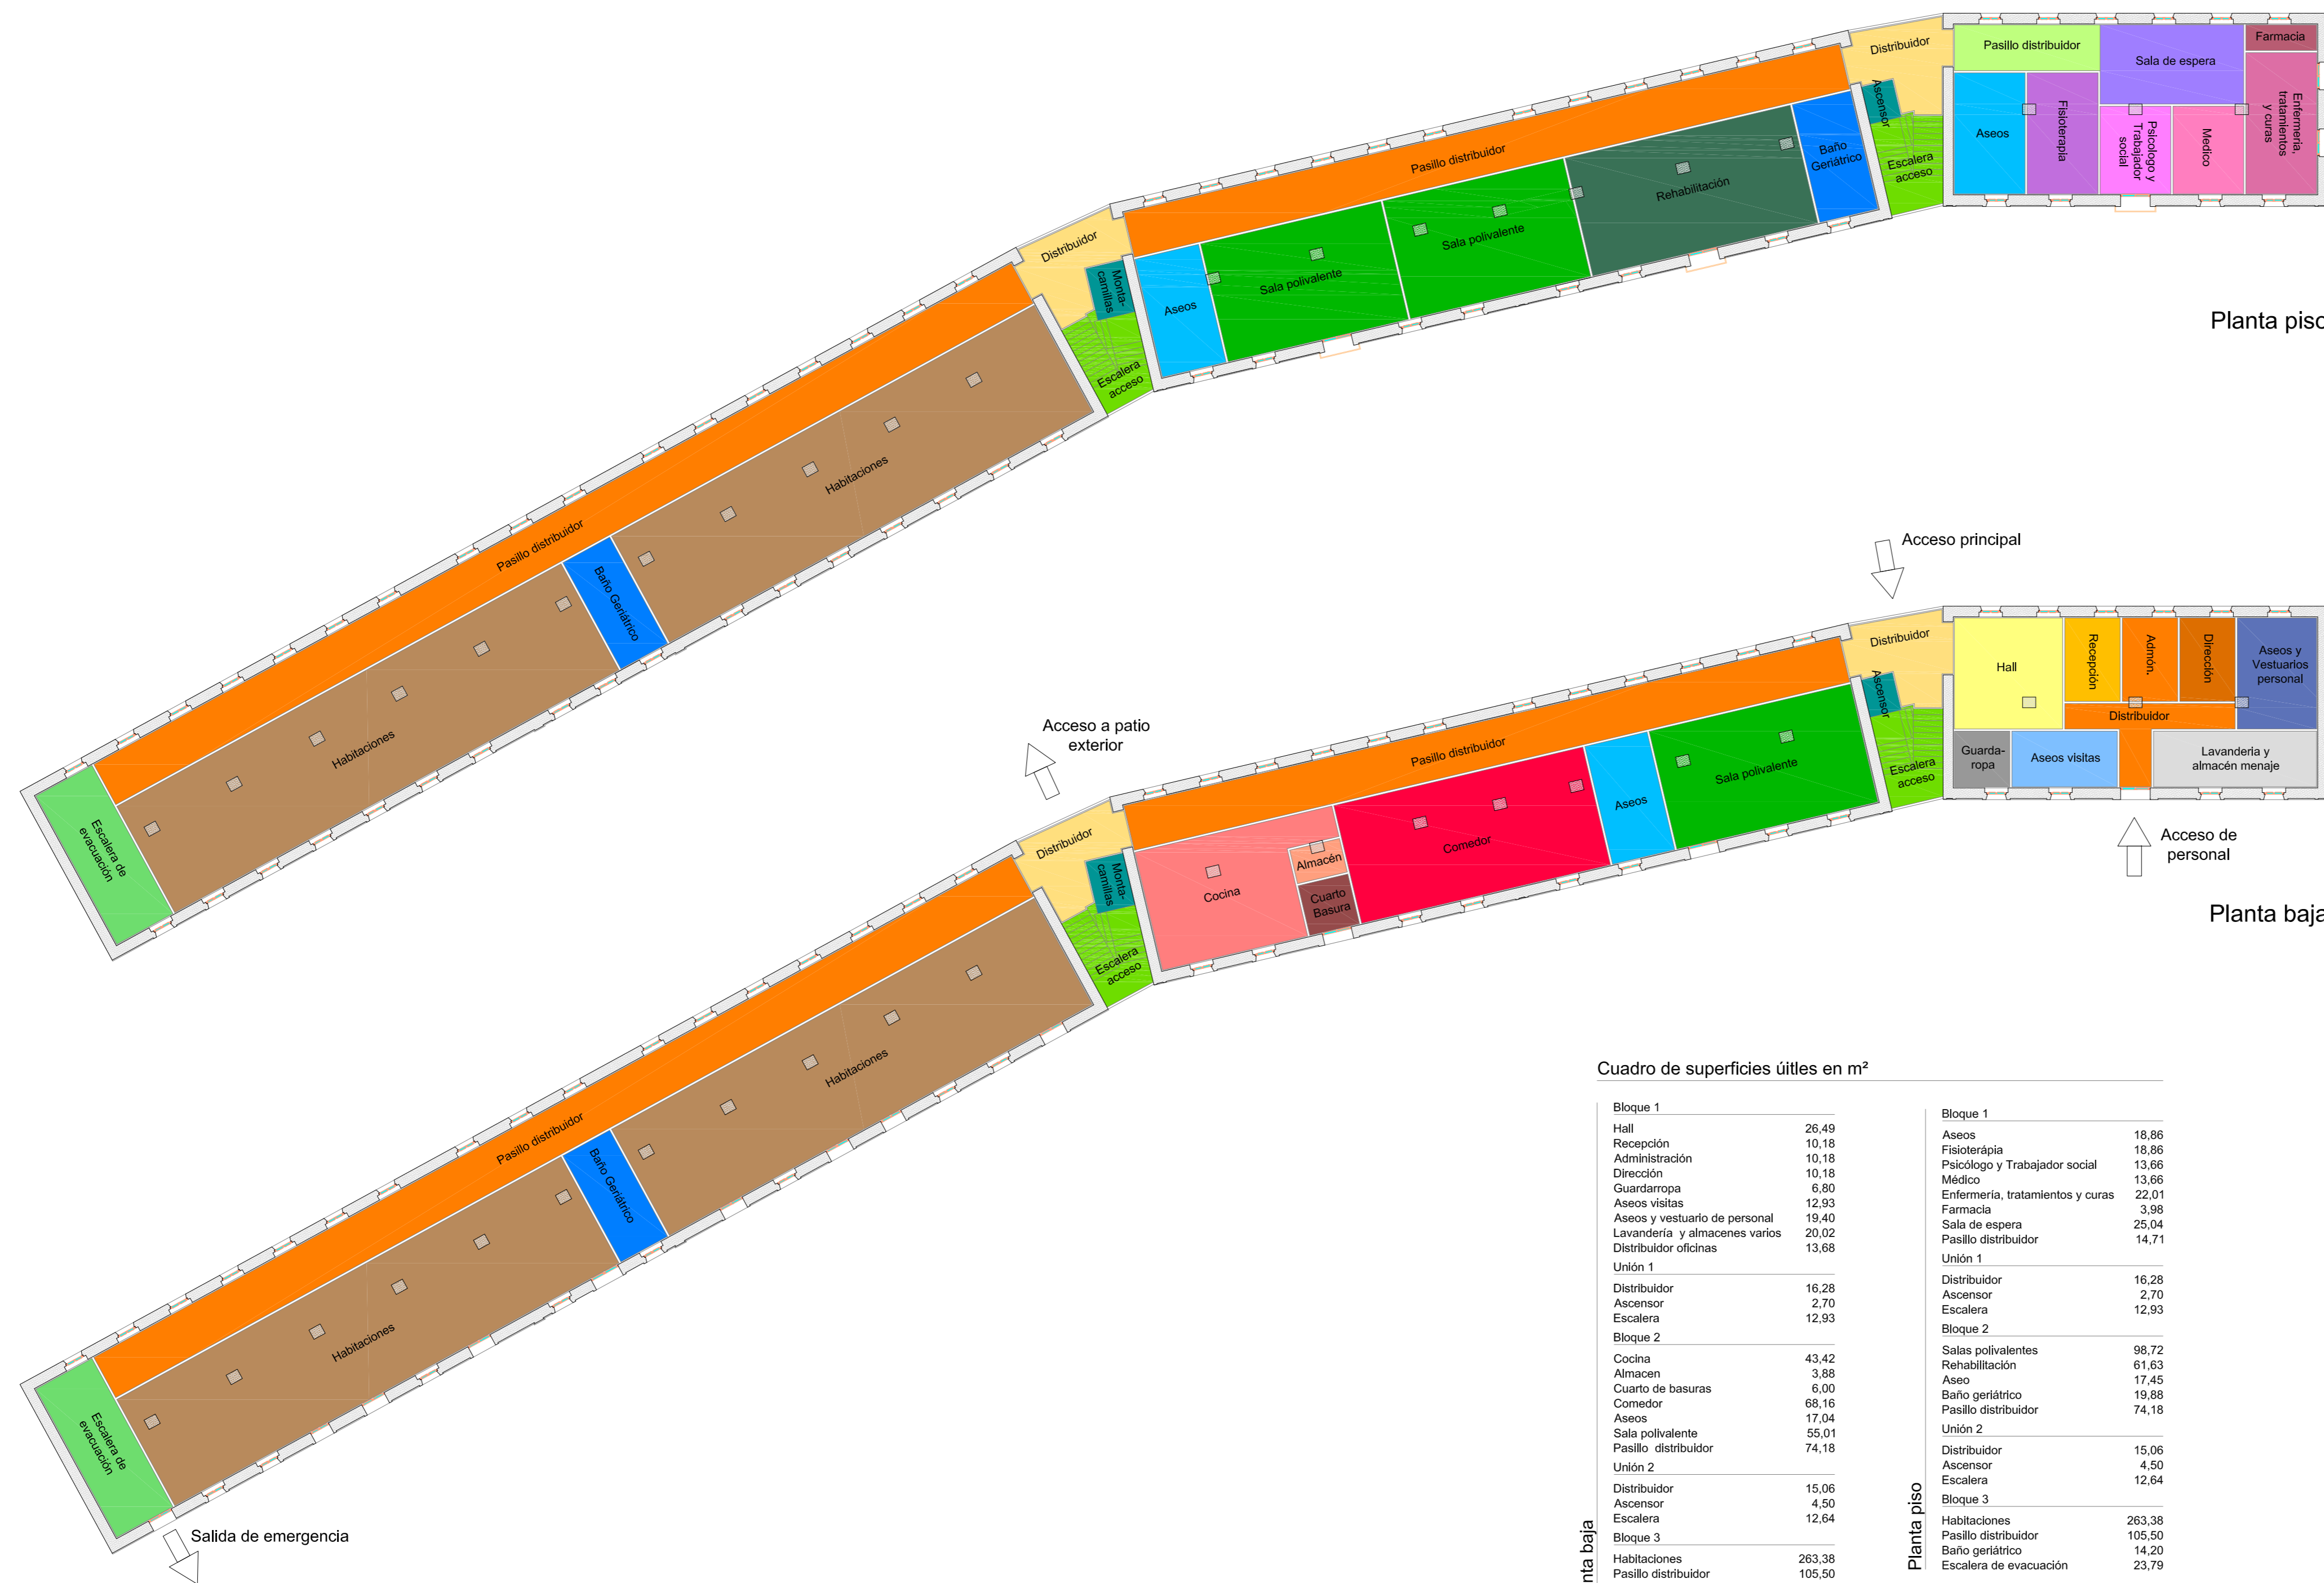 Distribuidor
Ascensor
Escalera
acceso
Pasillo distribuidor
Sala de espera
Farmacia
Aseos
Fisioterapia
Psicologo y
Trabajador
social
Medico
Enfermeria,
tratamientos
y curas
Pasillo distribuidor
Baño
Geriátrico
Rehabilitación
Sala polivalente
Sala polivalente
Aseos
Distribuidor
Monta-
camillas
Escalera
acceso
Planta piso
Habitaciones
Pasillo distribuidor
Baño Geriátrico
Habitaciones
Escalera de
evacuación
Acceso principal
Distribuidor
Ascensor
Escalera
acceso
Hall
Recepción
Admón.
Dirección
Aseos y
Vestuarios
personal
Distribuidor
Guarda-
ropa
Aseos visitas
Lavanderia y
almacén menaje
Acceso de
personal
Planta baja
Acceso a patio
exterior
Pasillo distribuidor
Sala polivalente
Aseos
Comedor
Almacén
Cuarto
Basura
Cocina
Distribuidor
Monta-
camillas
Escalera
acceso
Habitaciones
Pasillo distribuidor
Baño Geriátrico
Habitaciones
Escalera de
evacuación
Salida de emergencia
Cuadro de superficies úitles en m²
Bloque 1
Hall 26,49
Recepción 10,18
Administración 10,18
Dirección 10,18
Guardarropa 6,80
Aseos visitas 12,93
Aseos y vestuario de personal 19,40
Lavandería y almacenes varios 20,02
Distribuidor oficinas 13,68
Unión 1
Distribuidor 16,28
Ascensor 2,70
Escalera 12,93
Bloque 2
Cocina 43,42
Almacen 3,88
Cuarto de basuras 6,00
Comedor 68,16
Aseos 17,04
Sala polivalente 55,01
Pasillo distribuidor 74,18
Unión 2
Distribuidor 15,06
Ascensor 4,50
Escalera 12,64
Bloque 3
Habitaciones 263,38
Pasillo distribuidor 105,50
nta baja
Bloque 1
Aseos 18,86
Fisioterápia 18,86
Psicólogo y Trabajador social 13,66
Médico 13,66
Enfermería, tratamientos y curas 22,01
Farmacia 3,98
Sala de espera 25,04
Pasillo distribuidor 14,71
Unión 1
Distribuidor 16,28
Ascensor 2,70
Escalera 12,93
Bloque 2
Salas polivalentes 98,72
Rehabilitación 61,63
Aseo 17,45
Baño geriátrico 19,88
Pasillo distribuidor 74,18
Unión 2
Distribuidor 15,06
Ascensor 4,50
Escalera 12,64
Bloque 3
Habitaciones 263,38
Pasillo distribuidor 105,50
Baño geriátrico 14,20
Escalera de evacuación 23,79
Planta piso